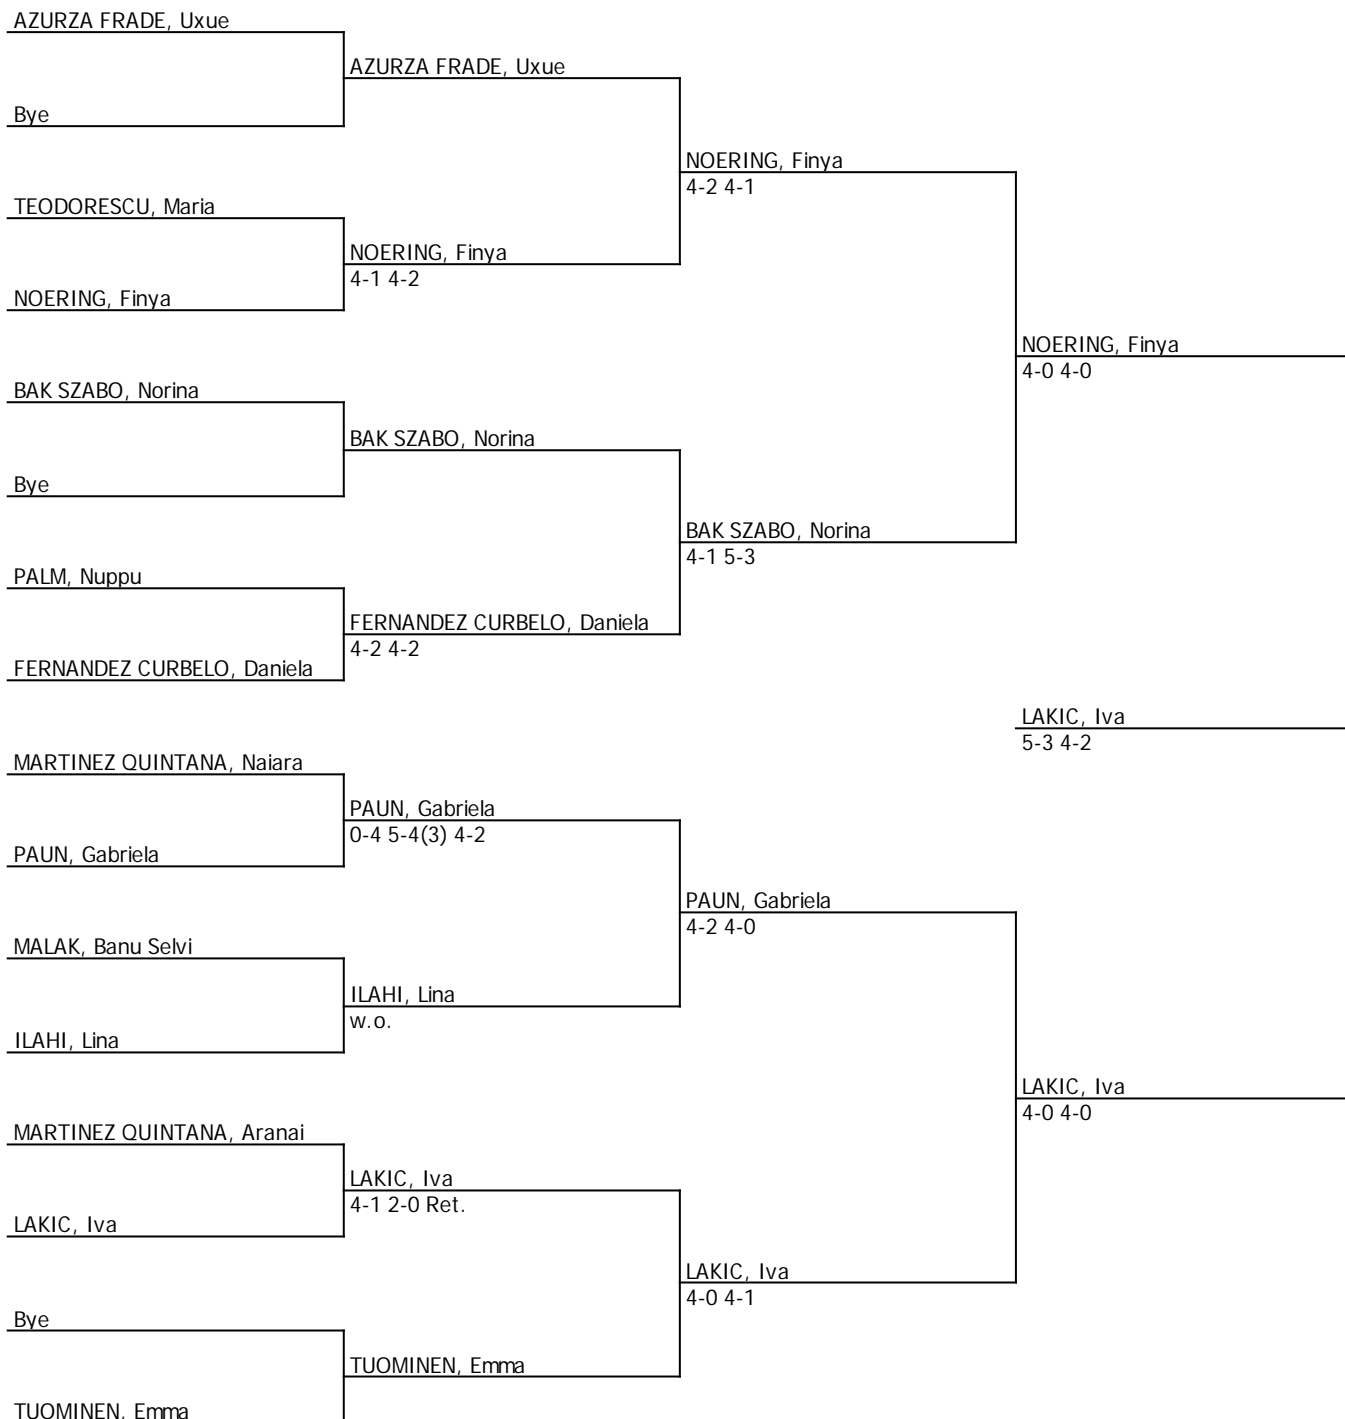 AZURZA FRADE, Uxue
AZURZA FRADE, Uxue
Bye
NOERING, Finya
4-2 4-1
TEODORESCU, Maria
NOERING, Finya
4-1 4-2
NOERING, Finya
NOERING, Finya
4-0 4-0
BAK SZABO, Norina
BAK SZABO, Norina
Bye
BAK SZABO, Norina
4-1 5-3
PALM, Nuppu
FERNANDEZ CURBELO, Daniela
4-2 4-2
FERNANDEZ CURBELO, Daniela
LAKIC, Iva
5-3 4-2
MARTINEZ QUINTANA, Naiara
PAUN, Gabriela
0-4 5-4(3) 4-2
PAUN, Gabriela
PAUN, Gabriela
4-2 4-0
MALAK, Banu Selvi
ILAHI, Lina
w.o.
ILAHI, Lina
LAKIC, Iva
4-0 4-0
MARTINEZ QUINTANA, Aranai
LAKIC, Iva
4-1 2-0 Ret.
LAKIC, Iva
LAKIC, Iva
4-0 4-1
Bye
TUOMINEN, Emma
TUOMINEN, Emma